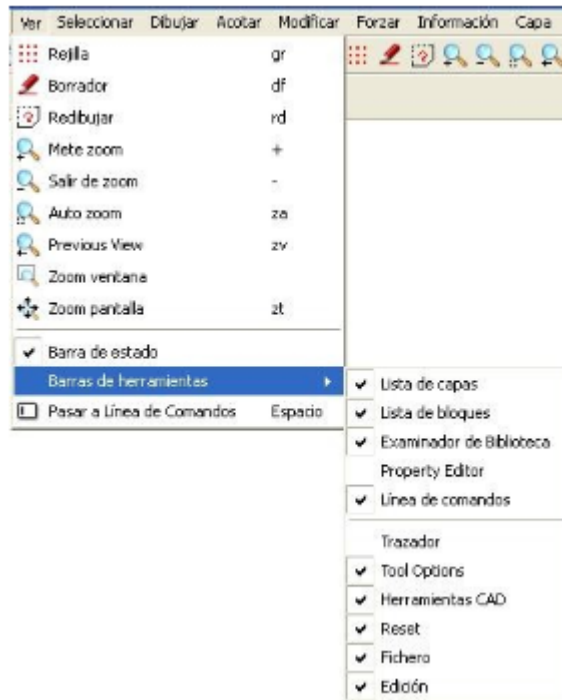 Ver Seleccionar Dibujar Acotar Modificar Forzar Información Capa
Rejilla gr
Borrador df
Redibujar rd
Mete zoom +
Salir de zoom -
Auto zoom za
Previous View zv
Zoom ventana
Zoom pantalla zt
Barra de estado
Barras de herramientas
Pasar a Línea de Comandos Espacio
Lista de capas
Lista de bloques
Examinador de Biblioteca
Property Editor
Línea de comandos
Trazador
Tool Options
Herramientas CAD
Reset
Fichero
Edición